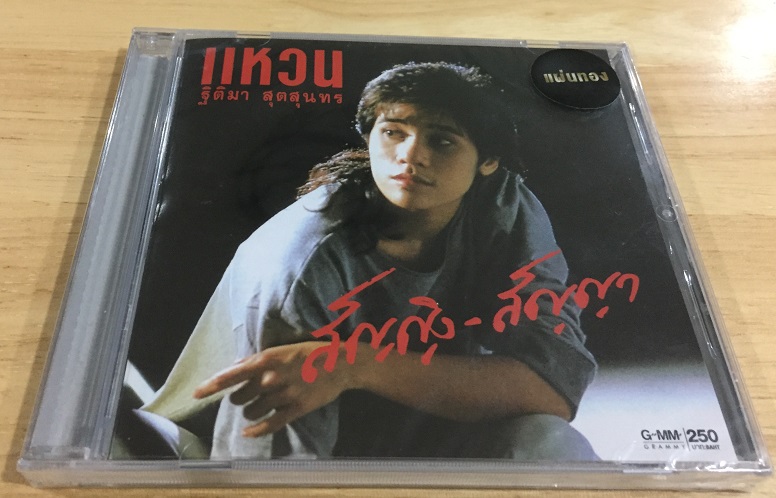 แหวน
ฐิติมา สุตสุนทร
แผ่นทอง
สัญญิง - สัญญา
G-MM- 250
GRAMMY บาท BAHT